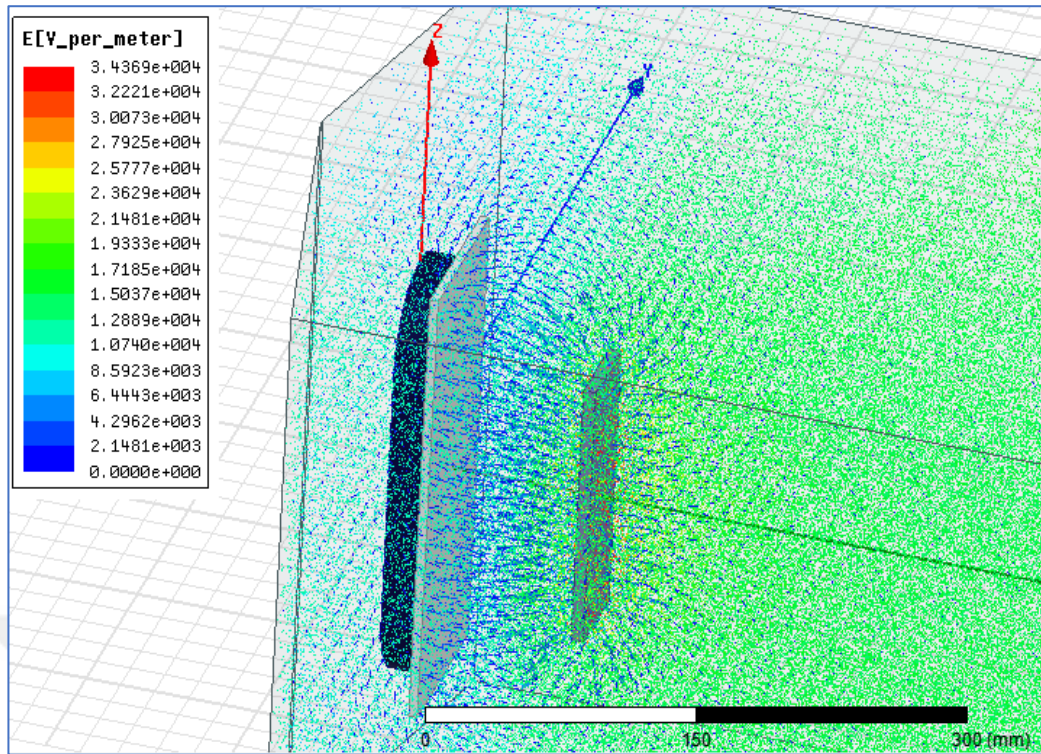 E[V_per_meter]
3.4369e+004
3.2221e+004
3.0073e+004
2.7925e+004
2.5777e+004
2.3629e+004
2.1481e+004
1.9333e+004
1.7185e+004
1.5037e+004
1.2889e+004
1.0740e+004
8.5923e+003
6.4443e+003
4.2962e+003
2.1481e+003
0.0000e+000
Z
Y
0
150
300 (mm)